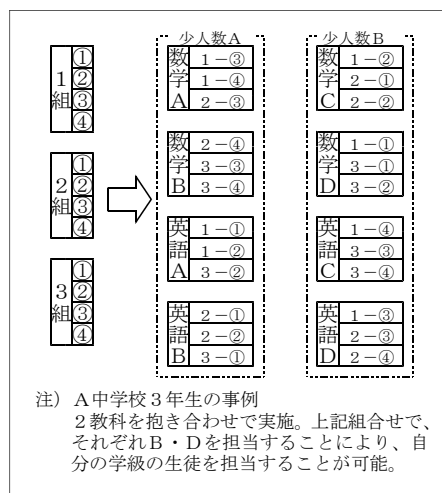 1組
①
②
③
④
2組
①
②
③
④
3組
①
②
③
④
少人数A
数学A
1-③
1-④
2-③
数学B
2-④
3-③
3-④
英語A
1-①
1-②
3-②
英語B
2-①
2-②
3-①
少人数B
数学C
1-②
2-①
2-②
数学D
1-①
3-①
3-②
英語C
1-④
3-③
3-④
英語D
1-③
2-③
2-④
注)A中学校3年生の事例
2教科を抱き合わせで実施。上記組合せで、
それぞれB・Dを担当することにより、自
分の学級の生徒を担当することが可能。